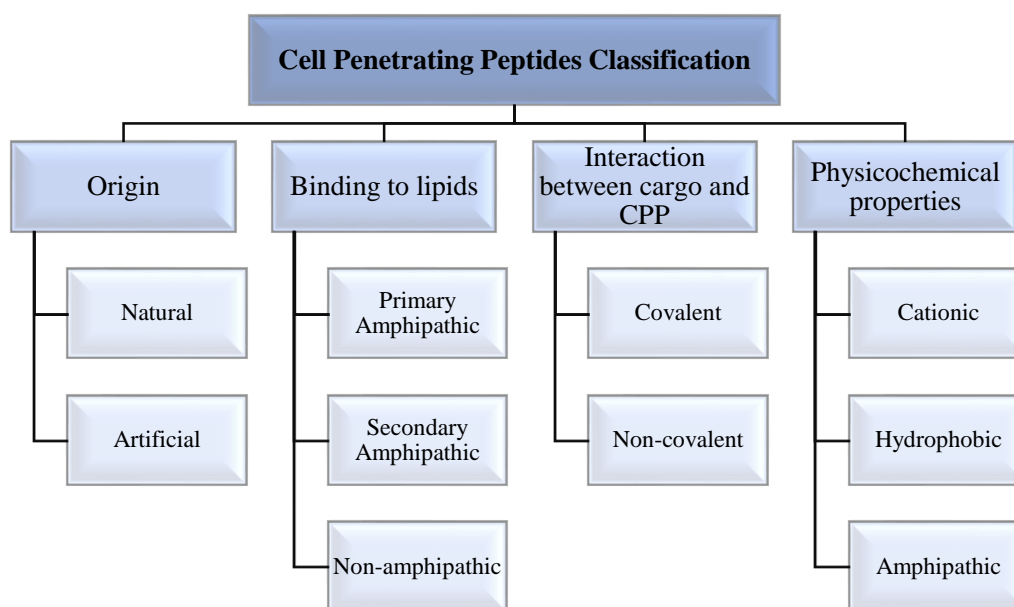 Cell Penetrating Peptides Classification
Origin
Natural
Artificial
Binding to lipids
Primary
Amphipathic
Secondary
Amphipathic
Non-amphipathic
Interaction
between cargo and
CPP
Covalent
Non-covalent
Physicochemical
properties
Cationic
Hydrophobic
Amphipathic